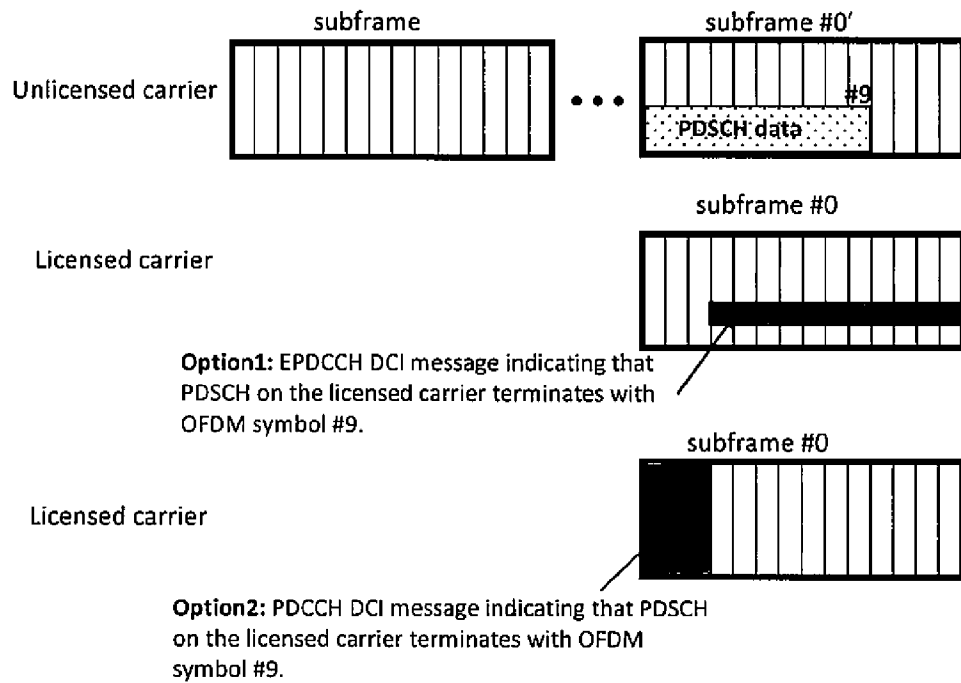 subframe
subframe #0′
Unlicensed carrier
#9
PDSCH data
subframe #0
Licensed carrier
Option1: EPDCCH DCI message indicating that
PDSCH on the licensed carrier terminates with
OFDM symbol #9.
subframe #0
Licensed carrier
Option2: PDCCH DCI message indicating that PDSCH
on the licensed carrier terminates with OFDM
symbol #9.